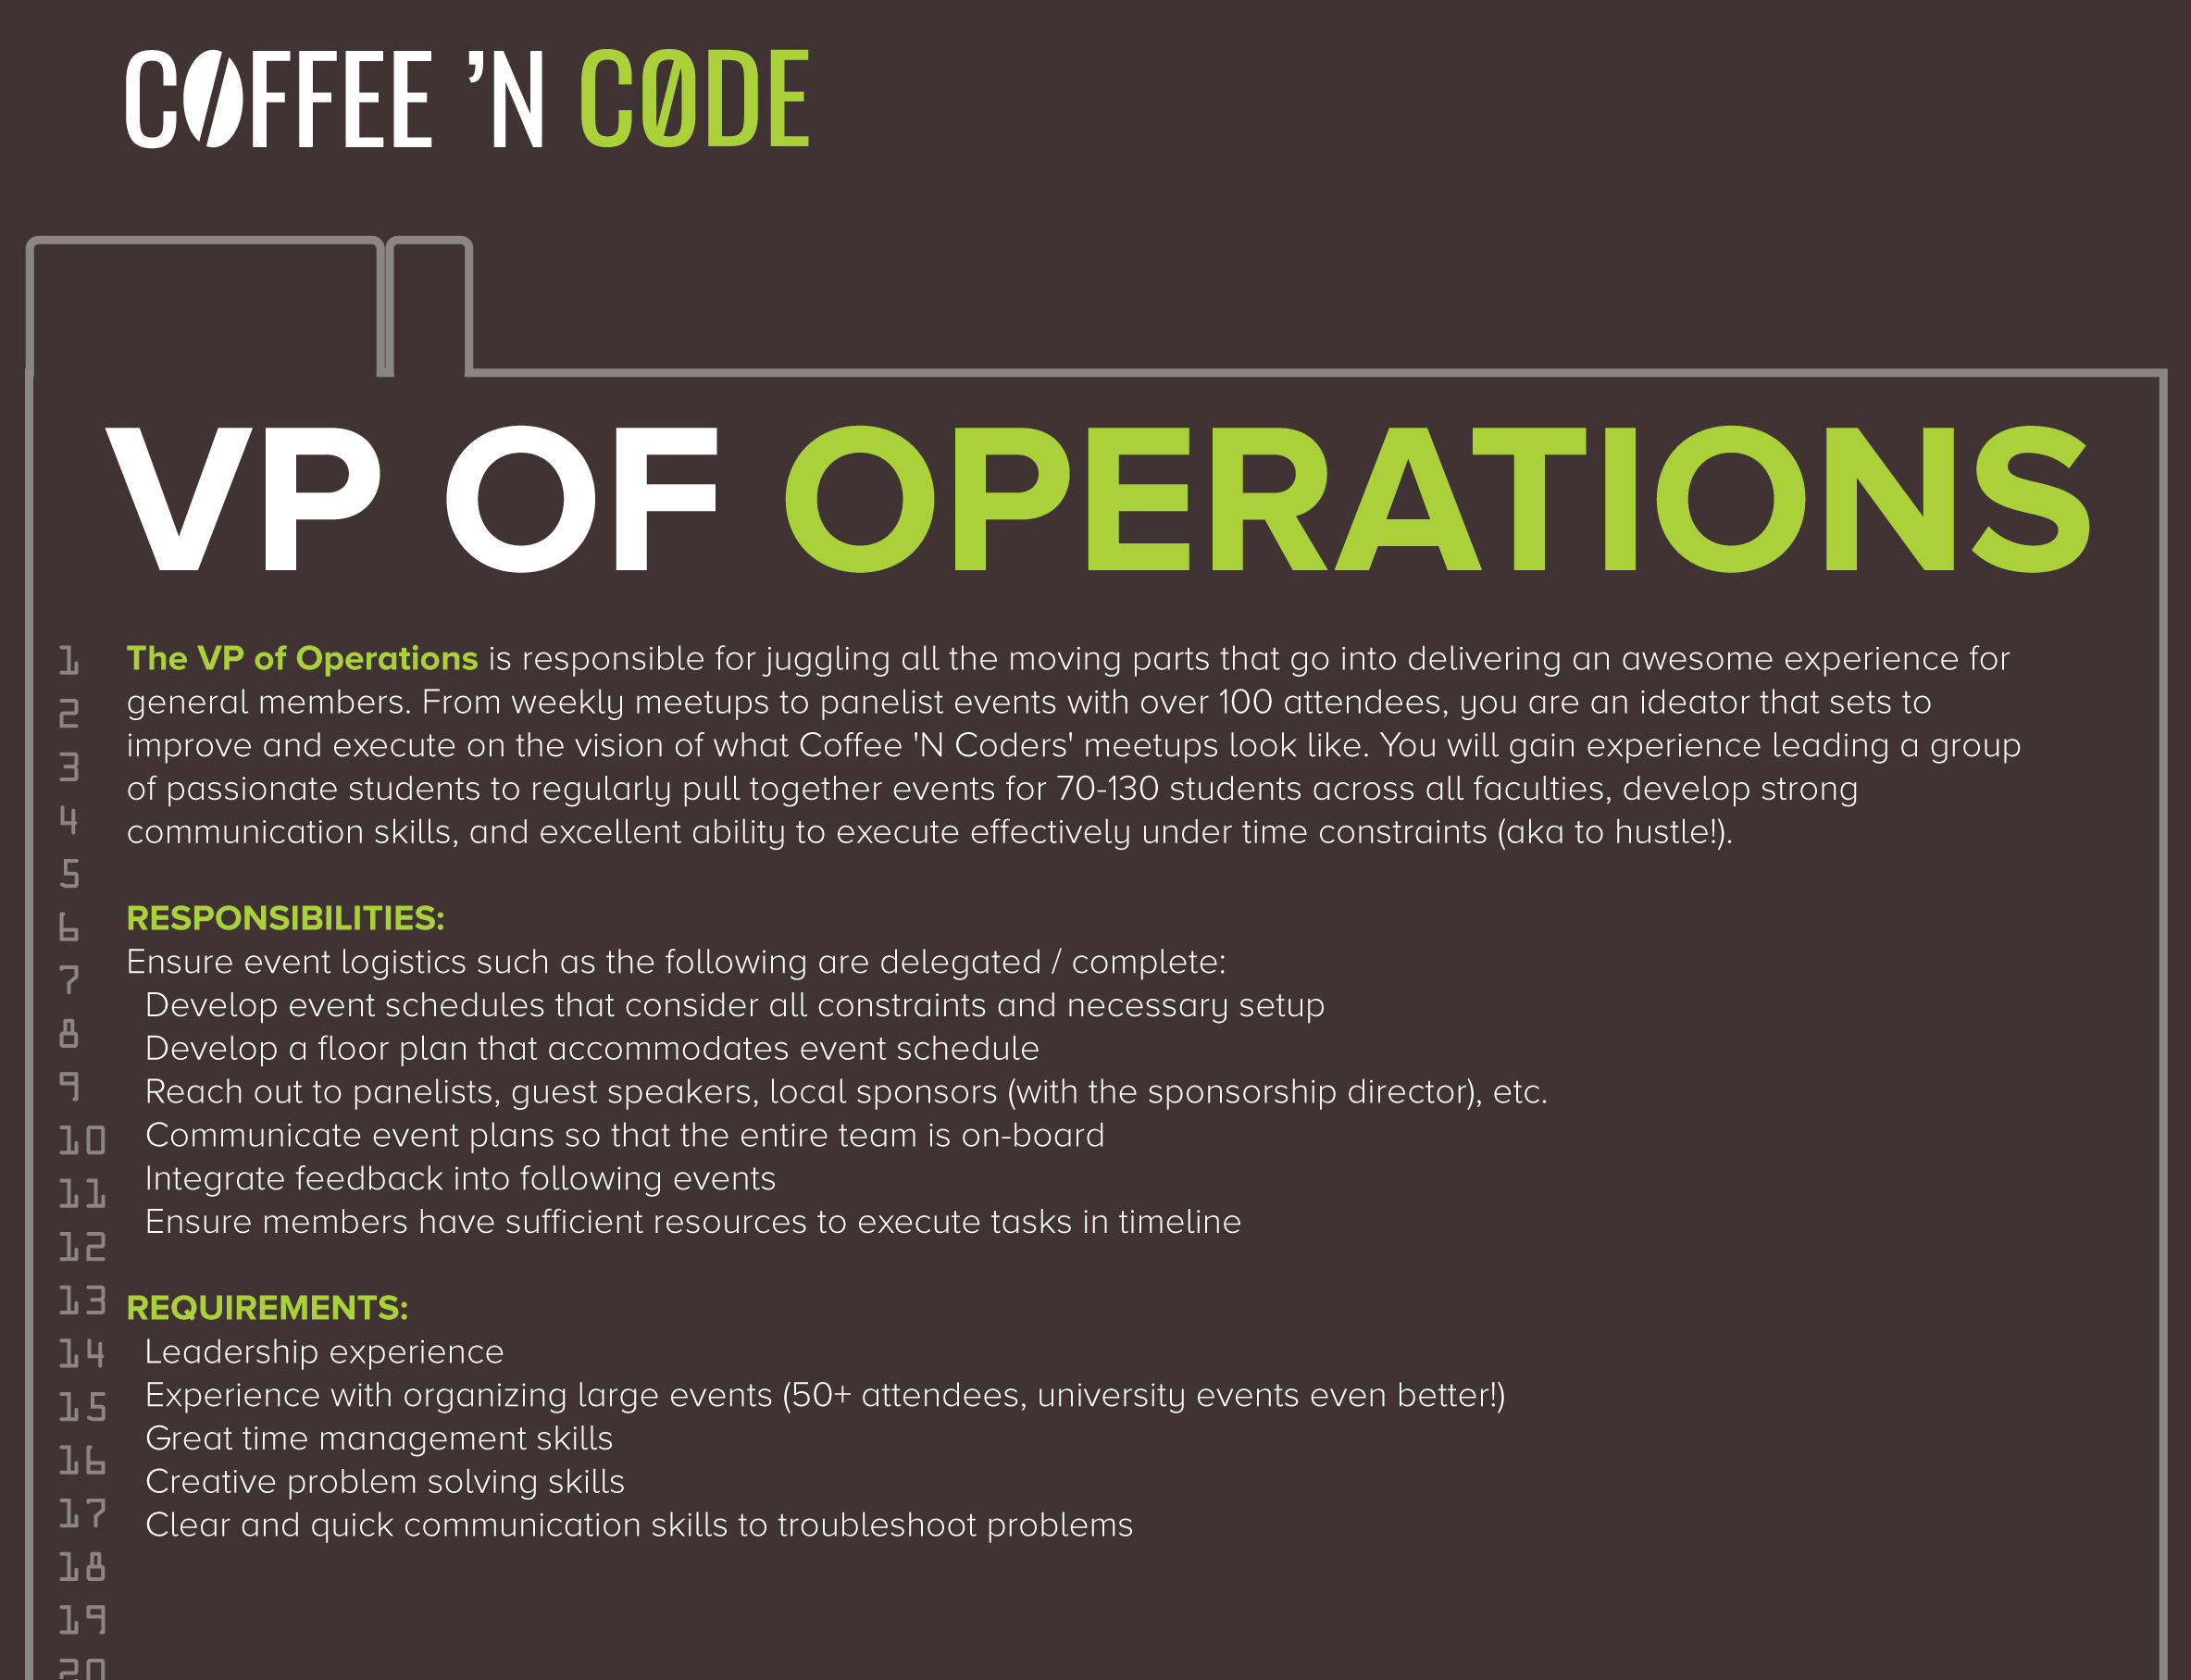 COFFEE 'N CODE
VP OF OPERATIONS
1
2
3
4
5
6
7
8
9
10
11
12
13
14
15
16
17
18
19
20
The VP of Operations is responsible for juggling all the moving parts that go into delivering an awesome experience for
general members. From weekly meetups to panelist events with over 100 attendees, you are an ideator that sets to
improve and execute on the vision of what Coffee 'N Coders' meetups look like. You will gain experience leading a group
of passionate students to regularly pull together events for 70-130 students across all faculties, develop strong
communication skills, and excellent ability to execute effectively under time constraints (aka to hustle!).
RESPONSIBILITIES:
Ensure event logistics such as the following are delegated / complete:
Develop event schedules that consider all constraints and necessary setup
Develop a floor plan that accommodates event schedule
Reach out to panelists, guest speakers, local sponsors (with the sponsorship director), etc.
Communicate event plans so that the entire team is on-board
Integrate feedback into following events
Ensure members have sufficient resources to execute tasks in timeline
REQUIREMENTS:
Leadership experience
Experience with organizing large events (50+ attendees, university events even better!)
Great time management skills
Creative problem solving skills
Clear and quick communication skills to troubleshoot problems